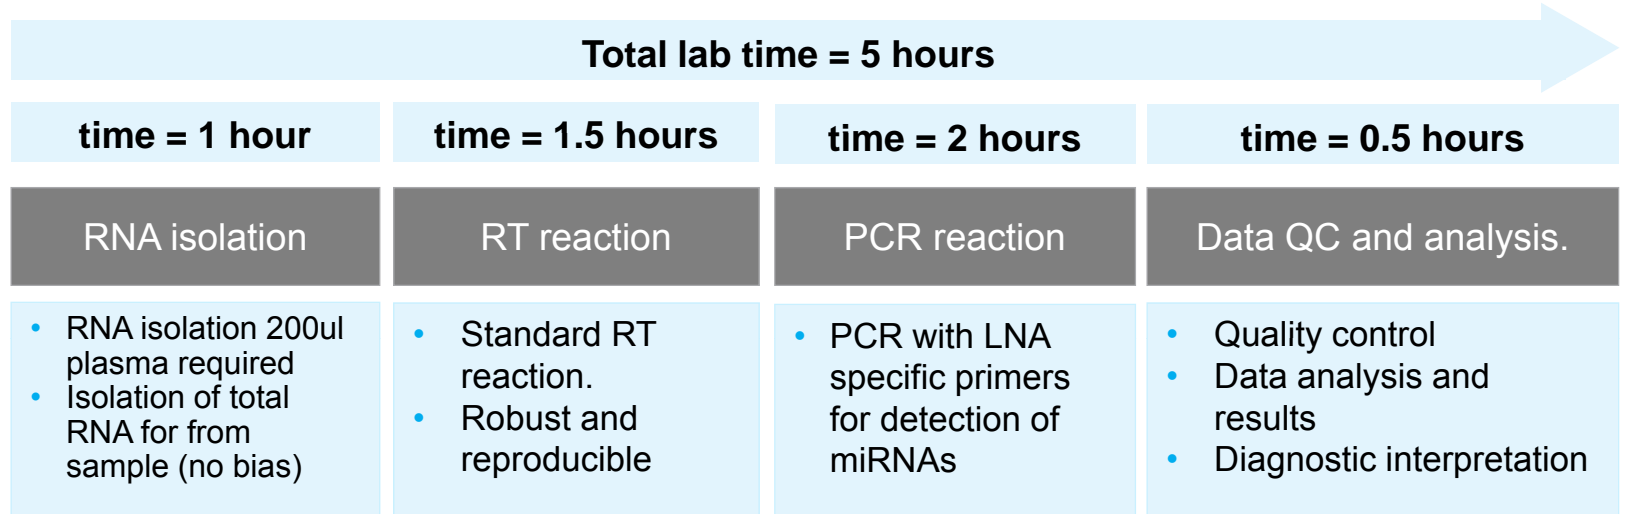 Total lab time = 5 hours
time = 1 hour
time = 1.5 hours
time = 2 hours
time = 0.5 hours
RNA isolation
RT reaction
PCR reaction
Data QC and analysis.
• RNA isolation 200ul
plasma required
• Isolation of total
RNA for from
sample (no bias)
• Standard RT
reaction.
• Robust and
reproducible
• PCR with LNA
specific primers
for detection of
miRNAs
• Quality control
• Data analysis and
results
• Diagnostic interpretation